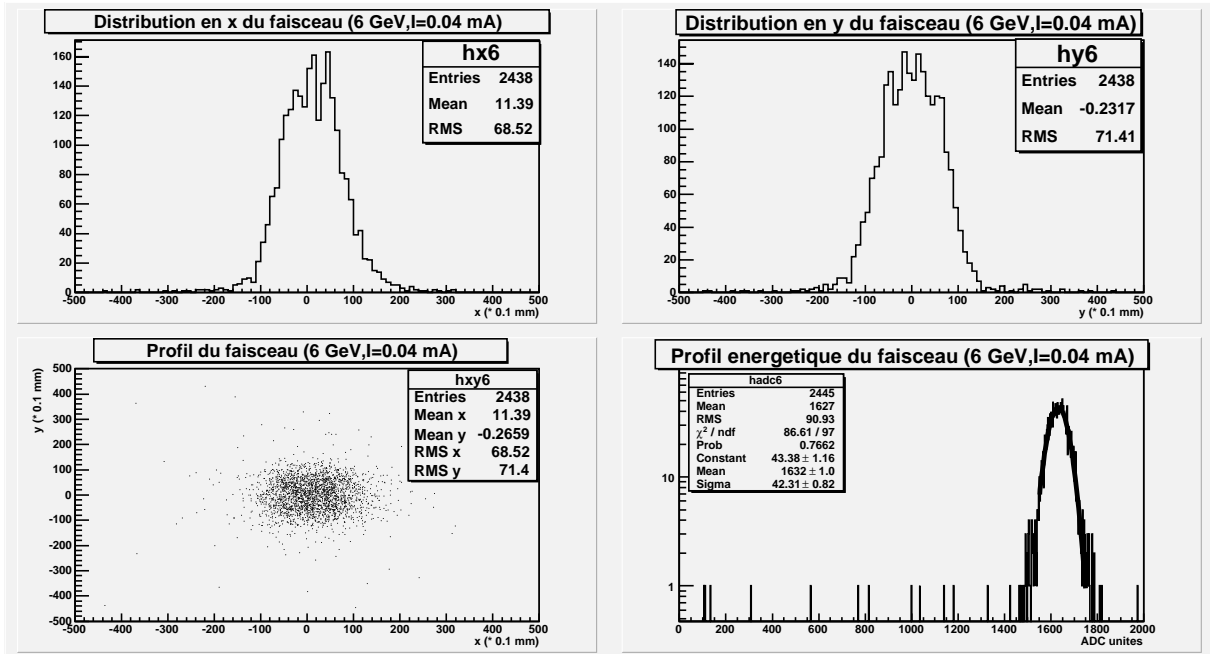 Distribution en x du faisceau (6 GeV,I=0.04 mA)
hx6
Entries 2438
Mean 11.39
RMS 68.52
160
140
120
100
80
60
40
20
0
-500 -400 -300 -200 -100 0 100 200 300 400 500
x (* 0.1 mm)
Distribution en y du faisceau (6 GeV,I=0.04 mA)
hy6
Entries 2438
Mean -0.2317
RMS 71.41
140
120
100
80
60
40
20
0
-500 -400 -300 -200 -100 0 100 200 300 400 500
y (* 0.1 mm)
Profil du faisceau (6 GeV,I=0.04 mA)
hxy6
Entries 2438
Mean x 11.39
Mean y -0.2659
RMS x 68.52
RMS y 71.4
y (* 0.1 mm)
500
400
300
200
100
0
-100
-200
-300
-400
-500
-500 -400 -300 -200 -100 0 100 200 300 400 500
x (* 0.1 mm)
Profil energetique du faisceau (6 GeV,I=0.04 mA)
hadc6
Entries 2445
Mean 1627
RMS 90.93
χ² / ndf 86.61 / 97
Prob 0.7662
Constant 43.38 ± 1.16
Mean 1632 ± 1.0
Sigma 42.31 ± 0.82
10
1
0 200 400 600 800 1000 1200 1400 1600 1800 2000
ADC unites